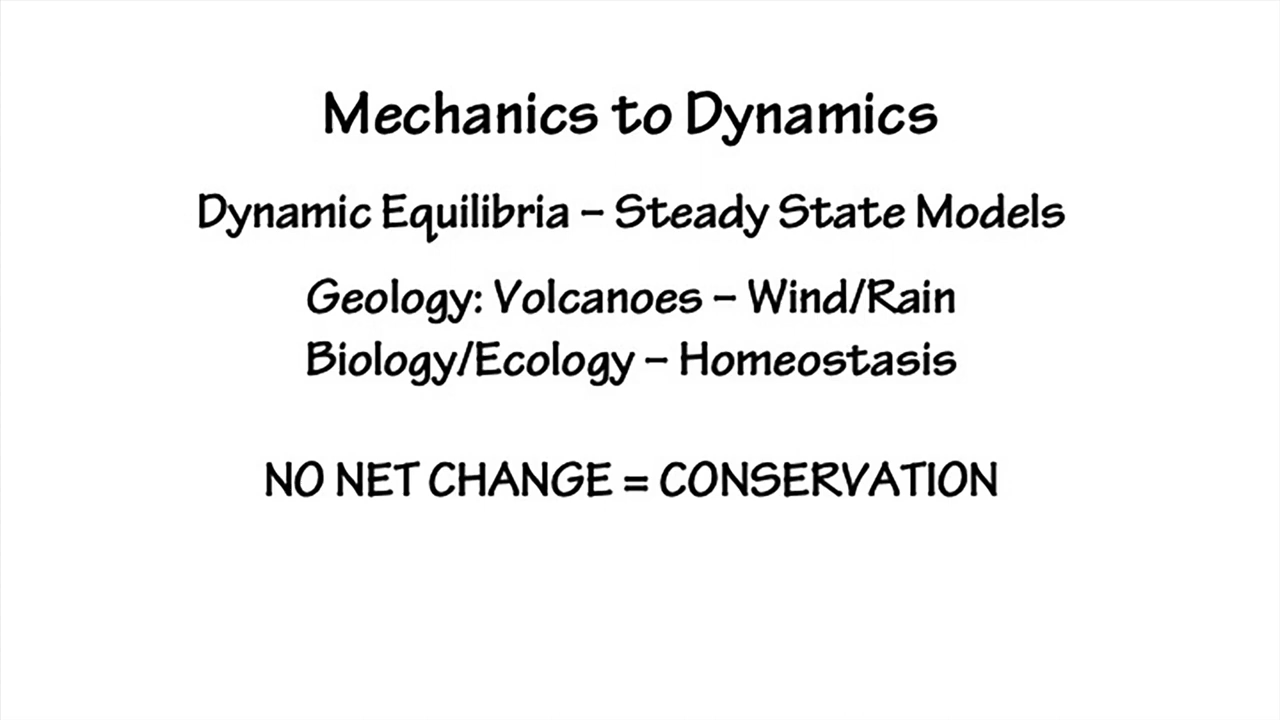 Mechanics to Dynamics
Dynamic Equilibria – Steady State Models
Geology: Volcanoes – Wind/Rain
Biology/Ecology – Homeostasis
NO NET CHANGE = CONSERVATION